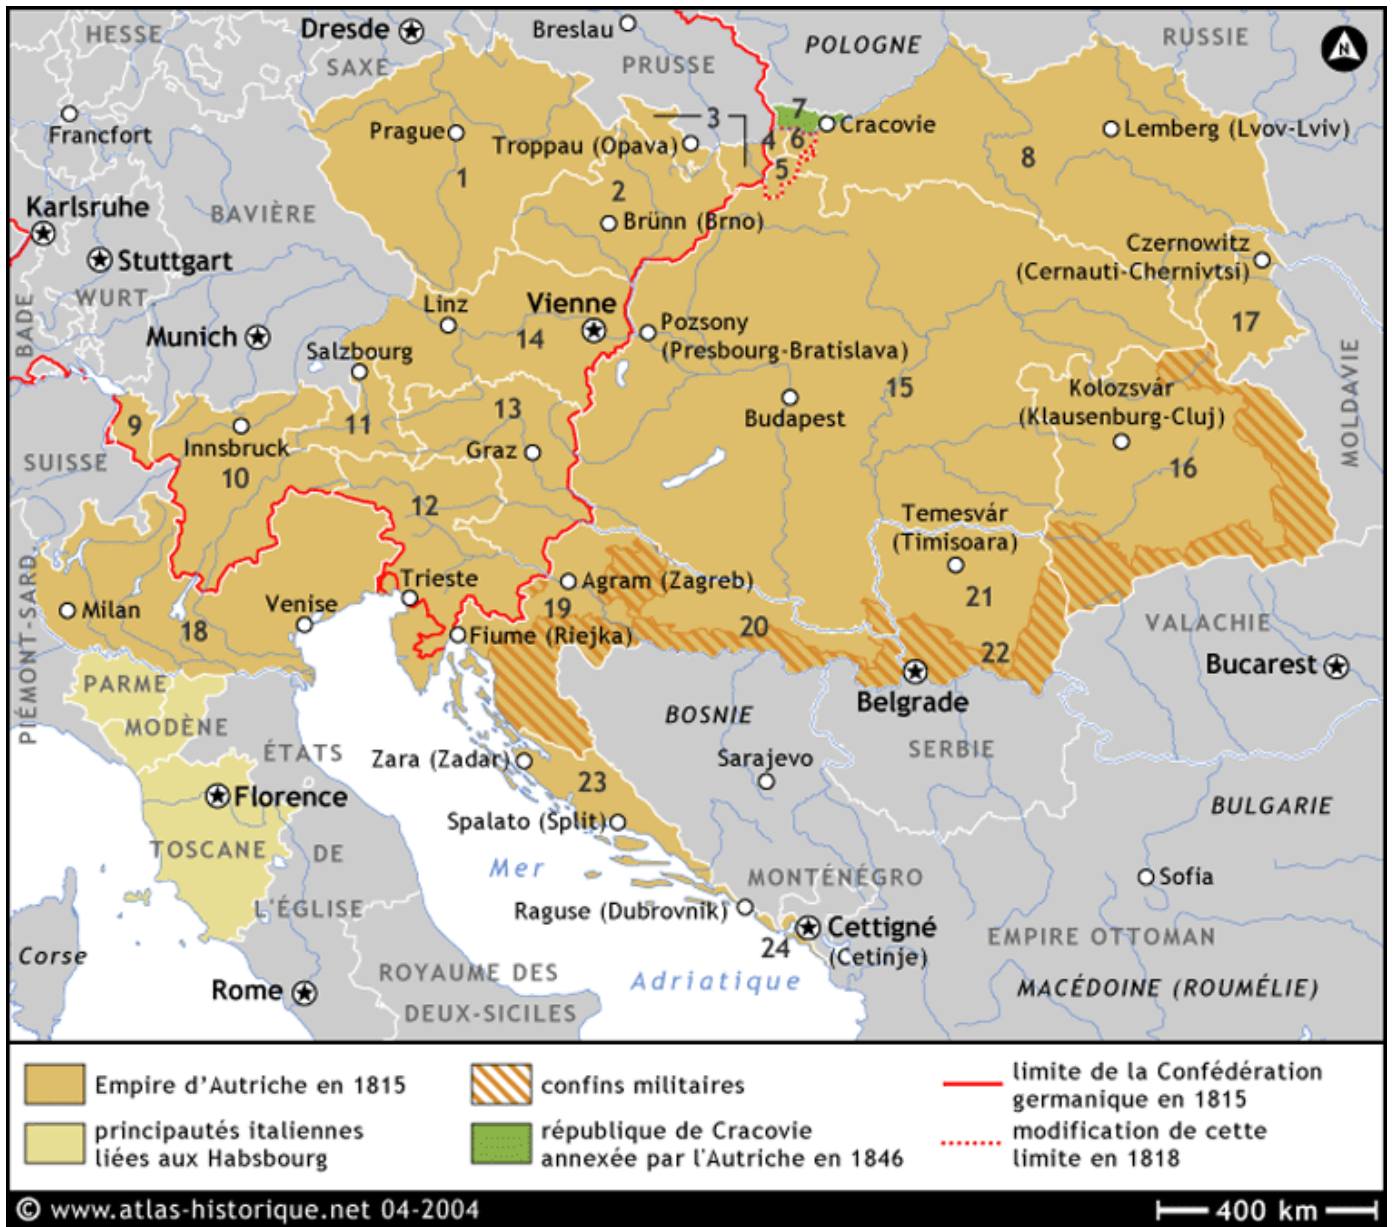 HESSE
Dresde
SAXE
Breslau
PRUSSE
POLOGNE
RUSSIE
N
Francfort
Prague
Troppau (Opava)
3
7
4
6
5
Cracovie
Lemberg (Lvov-Lviv)
8
1
2
Karlsruhe
BAVIÈRE
Brünn (Brno)
Stuttgart
WURT.
BADE
Czernowitz
(Cernauti-Chernivtsi)
Linz
Vienne
14
Munich
Salzbourg
Pozsony
(Presbourg-Bratislava)
17
MOLDAVIE
15
Budapest
Kolozsvár
(Klausenburg-Cluj)
16
9
Innsbruck
10
11
13
Graz
SUISSE
12
Temesvár
(Timisoara)
21
PIÉMONT-SARD.
Milan
18
Venise
Trieste
Agram (Zagreb)
19
Fiume (Riejka)
20
22
VALACHIE
Bucarest
Belgrade
PARME
MODÈNE
BOSNIE
SERBIE
ÉTATS
Zara (Zadar)
Sarajevo
23
Florence
BULGARIE
Spalato (Split)
TOSCANE
DE
Mer
MONTÉNÉGRO
Sofia
L'ÉGLISE
Raguse (Dubrovnik)
Cettigné
(Cetinje)
24
EMPIRE OTTOMAN
Corse
Rome
ROYAUME DES
DEUX-SICILES
Adriatique
MACÉDOINE (ROUMÉLIE)
Empire d'Autriche en 1815
principautés italiennes
liées aux Habsbourg
confins militaires
république de Cracovie
annexée par l'Autriche en 1846
limite de la Confédération
germanique en 1815
modification de cette
limite en 1818
© www.atlas-historique.net 04-2004
400 km